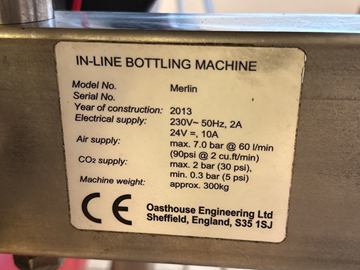 IN-LINE BOTTLING MACHINE
Model No. Merlin
Serial No.
Year of construction: 2013
Electrical supply: 230V~ 50Hz, 2A
24V =, 10A
Air supply: max. 7.0 bar @ 60 l/min
(90psi @ 2 cu.ft/min)
CO₂ supply: max. 2 bar (30 psi),
min. 0.3 bar (5 psi)
Machine weight: approx. 300kg
CE
Oasthouse Engineering Ltd
Sheffield, England, S35 1SJ